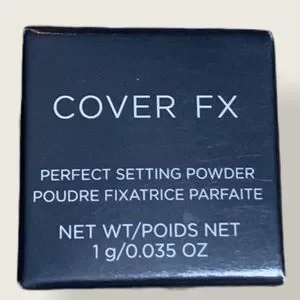 COVER FX
PERFECT SETTING POWDER
POUDRE FIXATRICE PARFAITE
NET WT/POIDS NET
1 g/0.035 OZ